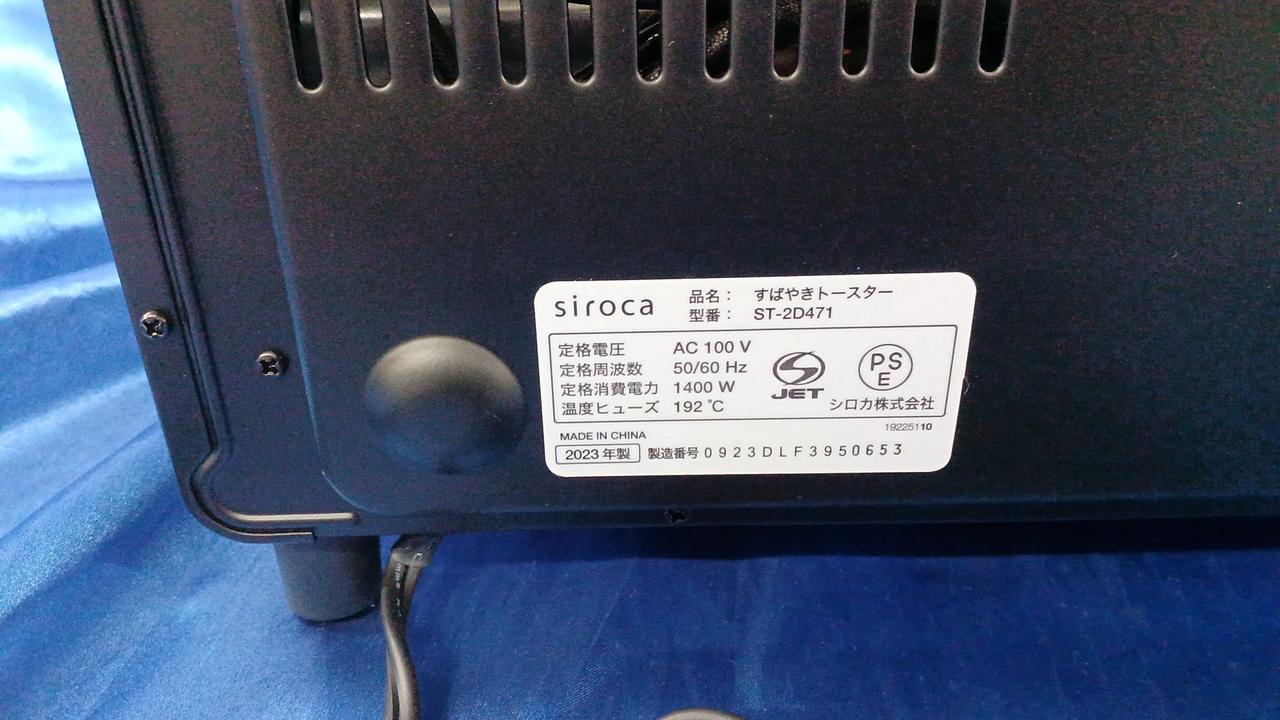 siroca
品名： すばやきトースター
型番： ST-2D471
定格電圧 AC 100 V
定格周波数 50/60 Hz
定格消費電力 1400 W
温度ヒューズ 192 ℃
JET
PS
E
シロカ株式会社
19225110
MADE IN CHINA
2023 年製 製造番号 0923DLF3950653